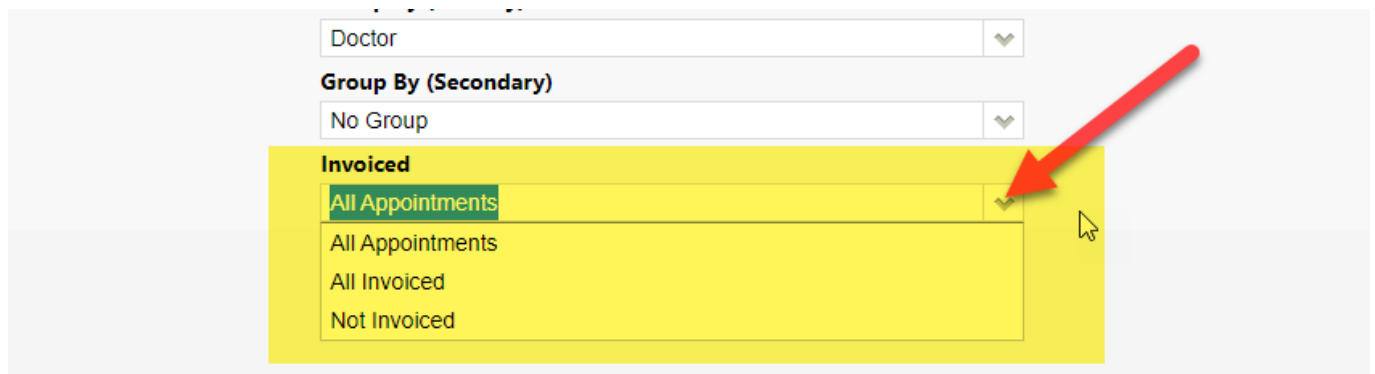 Doctor
Group By (Secondary)
No Group
Invoiced
All Appointments
All Appointments
All Invoiced
Not Invoiced